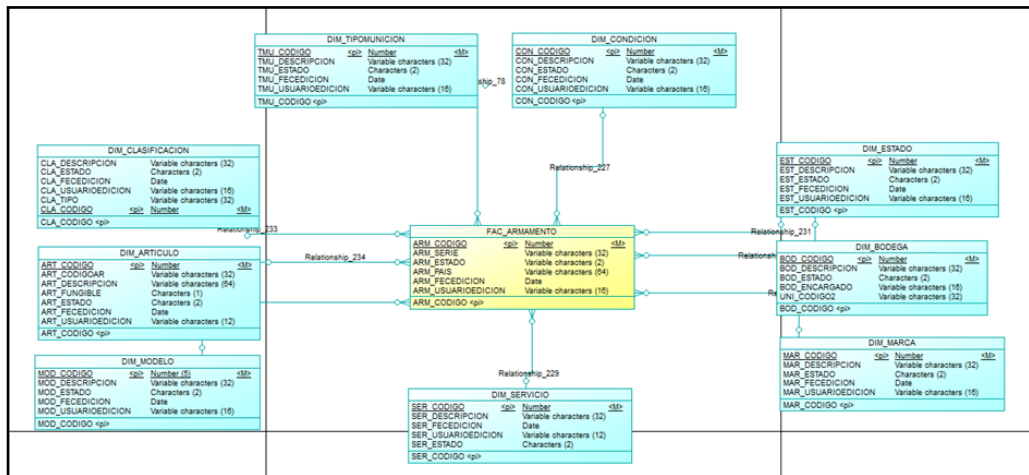 DIM_TIPOMUNICION
TMU_CODIGO <pi> Number <M>
TMU_DESCRIPCION Variable characters (32)
TMU_ESTADO Characters (2)
TMU_FECEDICION Date
TMU_USUARIOEDICION Variable characters (16)
TMU_CODIGO <pi>
ship_78
DIM_CONDICION
CON_CODIGO <pi> Number <M>
CON_DESCRIPCION Variable characters (32)
CON_ESTADO Characters (2)
CON_FECEDICION Date
CON_USUARIOEDICION Variable characters (16)
CON_CODIGO <pi>
Relationship_227
DIM_CLASIFICACION
CLA_DESCRIPCION Variable characters (32)
CLA_ESTADO Characters (2)
CLA_FECEDICION Date
CLA_USUARIOEDICION Variable characters (16)
CLA_TIPO Variable characters (32)
CLA_CODIGO <pi> Number <M>
CLA_CODIGO <pi>
Relationship_233
DIM_ESTADO
EST_CODIGO <pi> Number <M>
EST_DESCRIPCION Variable characters (32)
EST_ESTADO Characters (2)
EST_FECEDICION Date
EST_USUARIOEDICION Variable characters (16)
EST_CODIGO <pi>
Relationship_231
FAC_ARMAMENTO
ARM_CODIGO <pi> Number <M>
ARM_SERIE Variable characters (32)
ARM_ESTADO Variable characters (2)
ARM_PAIS Variable characters (64)
ARM_FECEDICION Date
ARM_USUARIOEDICION Variable characters (16)
ARM_CODIGO <pi>
DIM_ARTICULO
ART_CODIGO <pi> Number <M>
ART_CODIGOAR Variable characters (32)
ART_DESCRIPCION Variable characters (64)
ART_FUNGIBLE Characters (1)
ART_ESTADO Characters (2)
ART_FECEDICION Date
ART_USUARIOEDICION Variable characters (12)
ART_CODIGO <pi>
Relationship_234
Relationsh
DIM_BODEGA
BOD_CODIGO <pi> Number <M>
BOD_DESCRIPCION Variable characters (32)
BOD_ESTADO Characters (2)
BOD_ENCARGADO Variable characters (16)
UNI_CODIGO2 Variable characters (32)
BOD_CODIGO <pi>
DIM_MODELO
MOD_CODIGO <pi> Number (5) <M>
MOD_DESCRIPCION Variable characters (32)
MOD_ESTADO Characters (2)
MOD_FECEDICION Date
MOD_USUARIOEDICION Variable characters (16)
MOD_CODIGO <pi>
DIM_MARCA
MAR_CODIGO <pi> Number <M>
MAR_DESCRIPCION Variable characters (32)
MAR_ESTADO Characters (2)
MAR_FECEDICION Date
MAR_USUARIOEDICION Variable characters (16)
MAR_CODIGO <pi>
Relationship_229
DIM_SERVICIO
SER_CODIGO <pi> Number <M>
SER_DESCRIPCION Variable characters (32)
SER_FECEDICION Date
SER_USUARIOEDICION Variable characters (12)
SER_ESTADO Characters (2)
SER_CODIGO <pi>